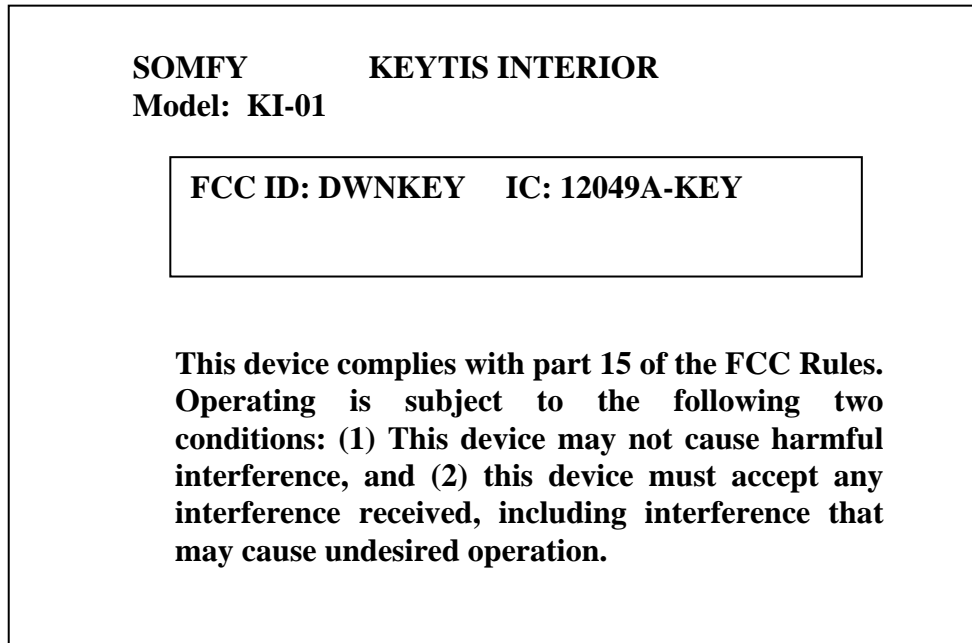 SOMFY KEYTIS INTERIOR
Model: KI-01
FCC ID: DWNKEY IC: 12049A-KEY
This device complies with part 15 of the FCC Rules.
Operating is subject to the following two
conditions: (1) This device may not cause harmful
interference, and (2) this device must accept any
interference received, including interference that
may cause undesired operation.